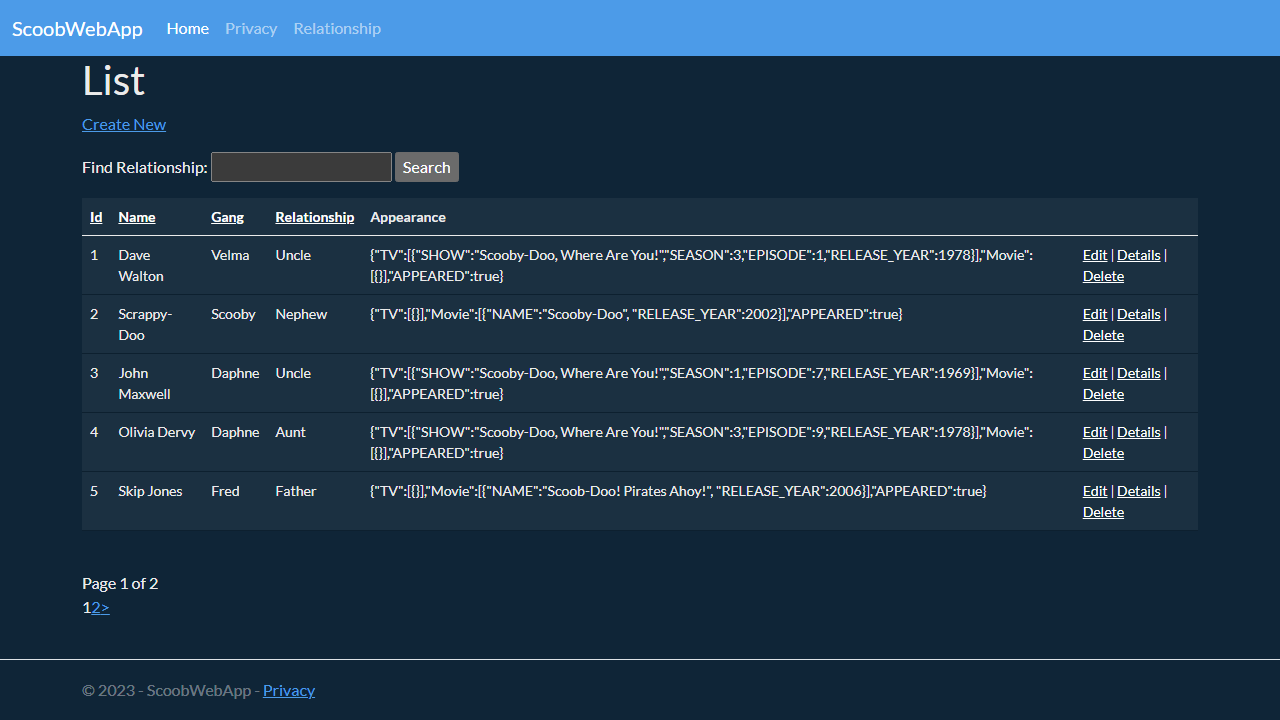 ScoobWebApp Home Privacy Relationship
List
Create New
Find Relationship: Search
Id Name Gang Relationship Appearance
1 Dave Velma Uncle {"TV":[{"SHOW":"Scooby-Doo, Where Are You!","SEASON":3,"EPISODE":1,"RELEASE_YEAR":1978}],"Movie": Edit | Details |
Walton [{}],"APPEARED":true} Delete
2 Scrappy- Scooby Nephew {"TV":[{}],"Movie":[{"NAME":"Scooby-Doo", "RELEASE_YEAR":2002}],"APPEARED":true} Edit | Details |
Doo Delete
3 John Daphne Uncle {"TV":[{"SHOW":"Scooby-Doo, Where Are You!","SEASON":1,"EPISODE":7,"RELEASE_YEAR":1969}],"Movie": Edit | Details |
Maxwell [{}],"APPEARED":true} Delete
4 Olivia Dervy Daphne Aunt {"TV":[{"SHOW":"Scooby-Doo, Where Are You!","SEASON":3,"EPISODE":9,"RELEASE_YEAR":1978}],"Movie": Edit | Details |
[{}],"APPEARED":true} Delete
5 Skip Jones Fred Father {"TV":[{}],"Movie":[{"NAME":"Scoob-Doo! Pirates Ahoy!", "RELEASE_YEAR":2006}],"APPEARED":true} Edit | Details |
Delete
Page 1 of 2
12>
© 2023 - ScoobWebApp - Privacy